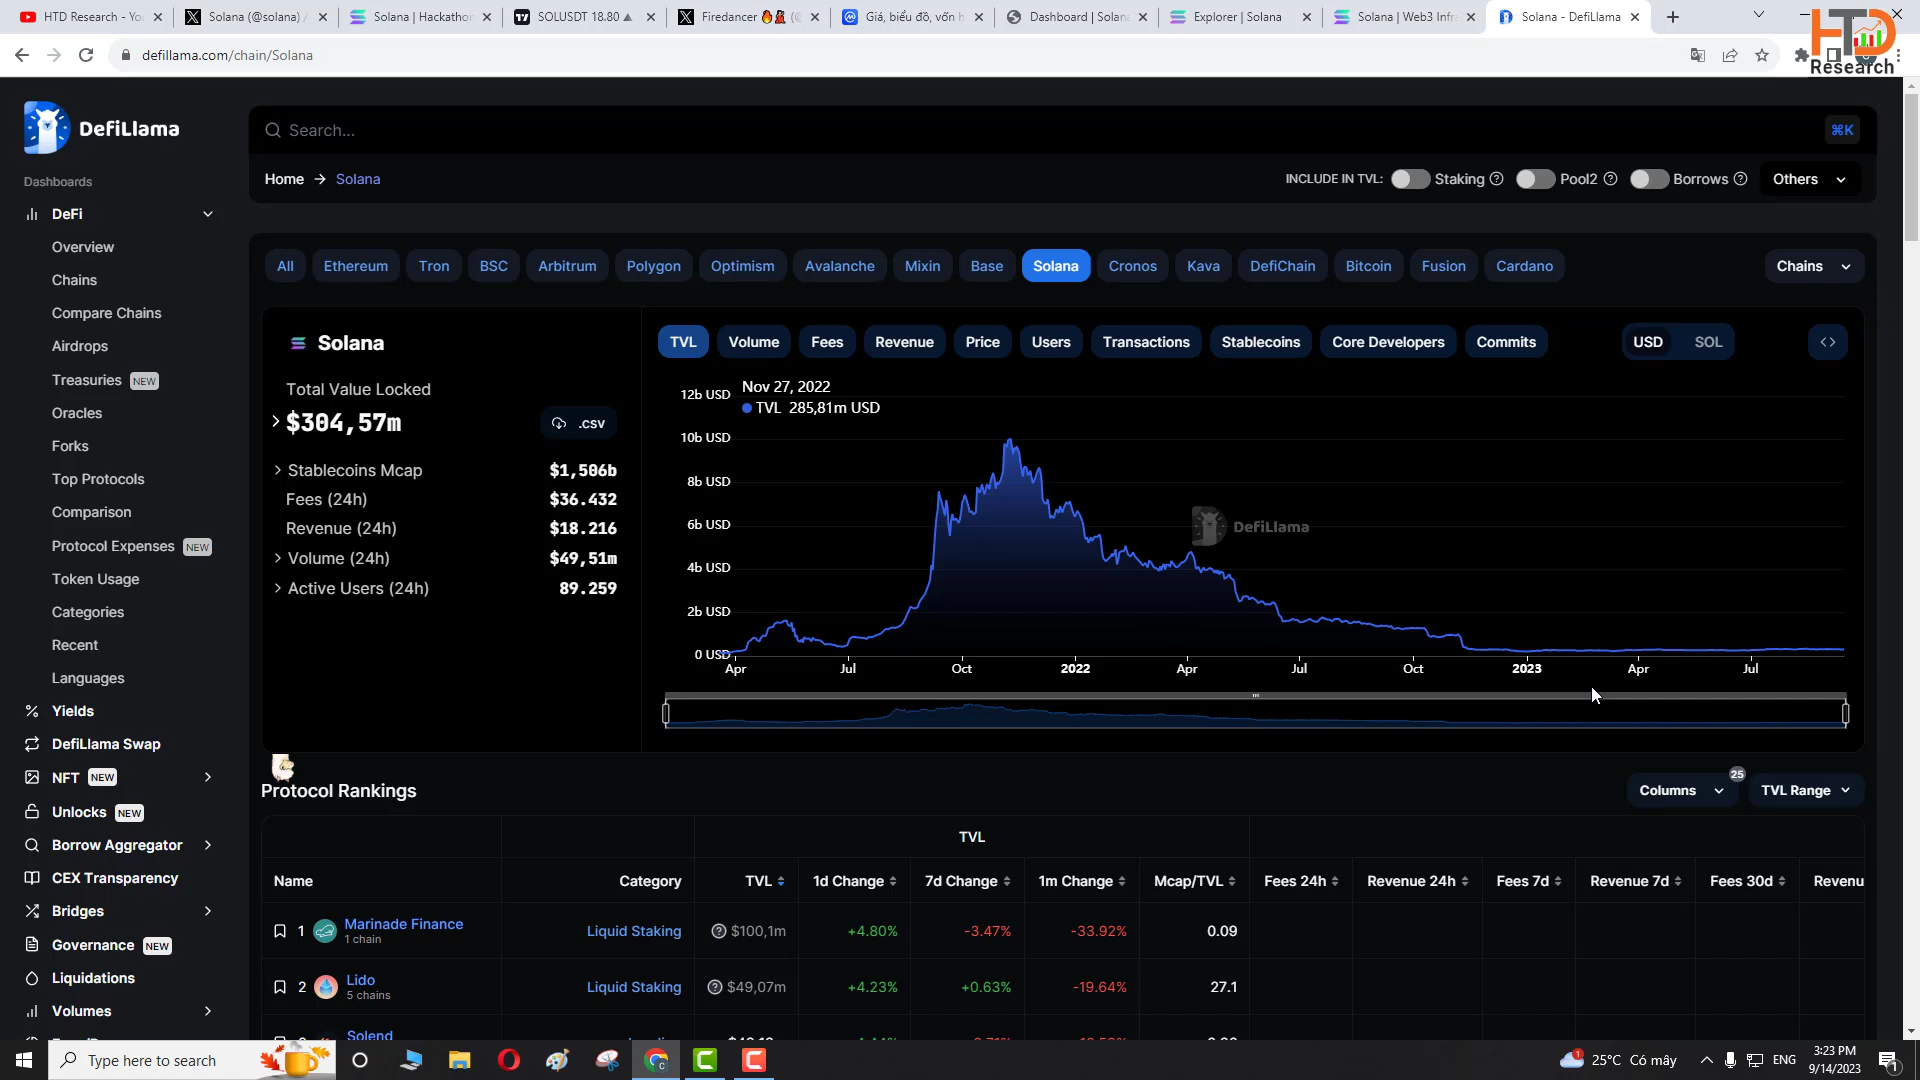 HTD Research - Yo
Solana (@solana) /
Solana | Hackathon
SOLUSDT 18.80 ▲
Firedancer
Giá, biểu đồ, vốn h
Dashboard | Solana
Explorer | Solana
Solana | Web3 Infra
Solana - DefiLlama
defillama.com/chain/Solana
HTD
Research
DefiLlama
Search...
⌘K
Home → Solana
INCLUDE IN TVL:
Staking
Pool2
Borrows
Others
Dashboards
DeFi
Overview
Chains
Compare Chains
Airdrops
Treasuries NEW
Oracles
Forks
Top Protocols
Comparison
Protocol Expenses NEW
Token Usage
Categories
Recent
Languages
Yields
DefiLlama Swap
NFT NEW
Unlocks NEW
Borrow Aggregator
CEX Transparency
Bridges
Governance NEW
Liquidations
Volumes
All Ethereum Tron BSC Arbitrum Polygon Optimism Avalanche Mixin Base Solana Cronos Kava DefiChain Bitcoin Fusion Cardano
Chains
Solana
Total Value Locked
$304,57m
.csv
Stablecoins Mcap $1,506b
Fees (24h) $36.432
Revenue (24h) $18.216
Volume (24h) $49,51m
Active Users (24h) 89.259
TVL Volume Fees Revenue Price Users Transactions Stablecoins Core Developers Commits
USD SOL
Nov 27, 2022
TVL 285,81m USD
12b USD
10b USD
8b USD
6b USD
4b USD
2b USD
0 USD
DefiLlama
Apr Jul Oct 2022 Apr Jul Oct 2023 Apr Jul
Protocol Rankings
25
Columns
TVL Range
TVL
Name Category TVL 1d Change 7d Change 1m Change Mcap/TVL Fees 24h Revenue 24h Fees 7d Revenue 7d Fees 30d Revenu
1 Marinade Finance Liquid Staking $100,1m +4.80% -3.47% -33.92% 0.09
1 chain
2 Lido Liquid Staking $49,07m +4.23% +0.63% -19.64% 27.1
5 chains
Solend
Type here to search
25°C Có mây
ENG
3:23 PM
9/14/2023